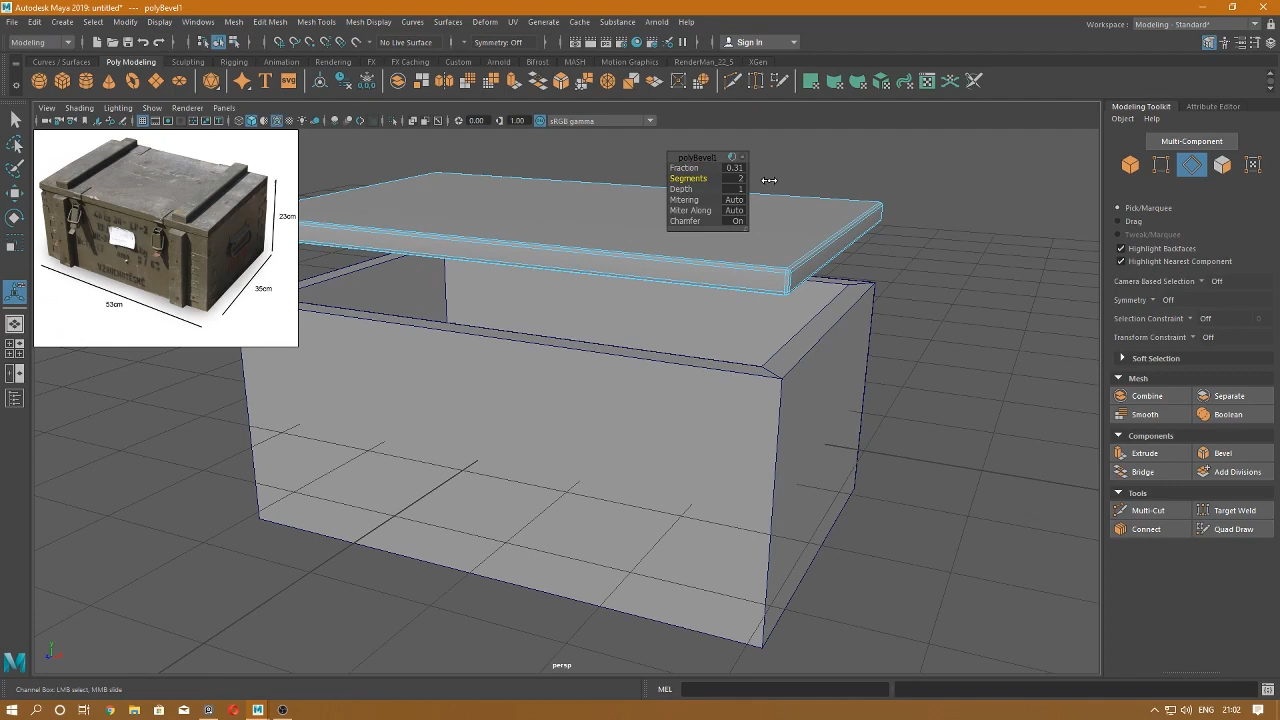 Autodesk Maya 2019: untitled* --- polyBevel1
File Edit Create Select Modify Display Windows Mesh Edit Mesh Mesh Tools Mesh Display Curves Surfaces Deform UV Generate Cache Substance Arnold Help
Workspace : Modeling - Standard*
Modeling No Live Surface Symmetry: Off Sign In
Curves / Surfaces Poly Modeling Sculpting Rigging Animation Rendering FX FX Caching Custom Arnold Bifrost MASH Motion Graphics RenderMan_22_5 XGen
SVG 0,0,0
View Shading Lighting Show Renderer Panels
0.00 1.00 sRGB gamma
Modeling Toolkit Attribute Editor
Object Help
Multi-Component
Pick/Marquee
Drag
Tweak/Marquee
Highlight Backfaces
Highlight Nearest Component
Camera Based Selection Off
Symmetry Off
Selection Constraint Off 0
Transform Constraint Off
Soft Selection
Mesh
Combine Separate
Smooth Boolean
Components
Extrude Bevel
Bridge Add Divisions
Tools
Multi-Cut Target Weld
Connect Quad Draw
polyBevel1
Fraction 0.31
Segments 2
Depth 1
Mitering Auto
Miter Along Auto
Chamfer On
23cm
35cm
53cm
persp
Channel Box: LMB select, MMB slide
MEL
ENG 21:02